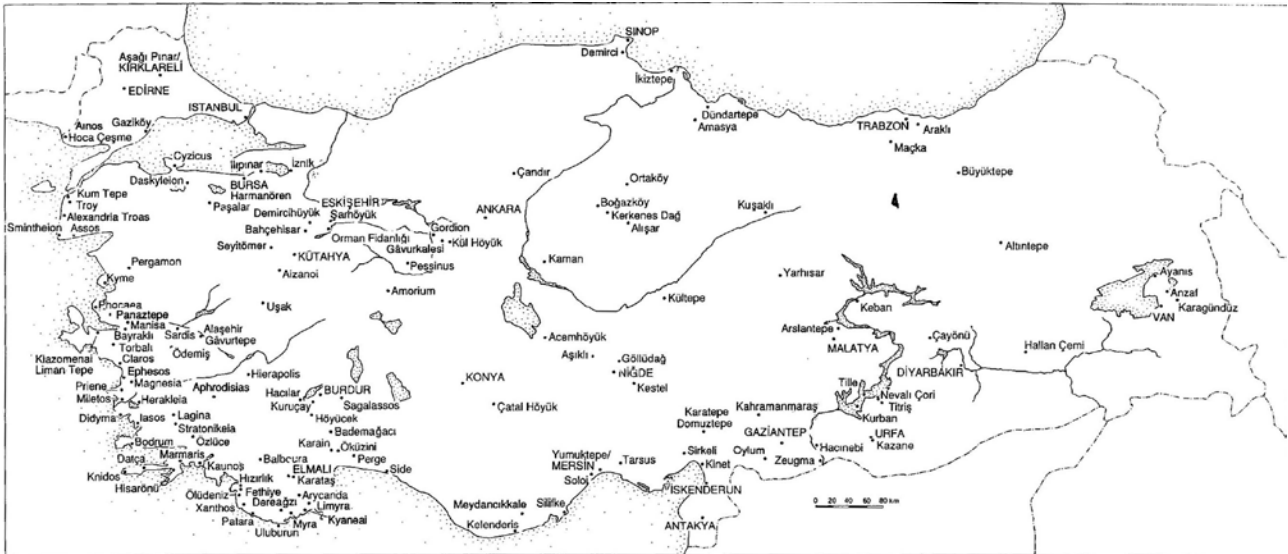 SINOP
Demirci
İkiztepe
Aşağı Pınar/
KIRKLARELİ
EDİRNE
ISTANBUL
Dündartepe
Amasya
TRABZON
Araklı
Maçka
Ainos
Hoca Çeşme
Gaziköy
Cyzicus
Ilıpınar
İznik
Daskyleion
BURSA
Harmanören
Çandır
Ortaköy
Büyüktepe
Kum Tepe
Troy
Alexandria Troas
Smintheion
Assos
Paşalar
ESKİŞEHİR
Demircihüyük
Şarhöyük
Bahçehisar
Orman Fidanlığı
Seyitömer
Gordion
Gâvurkalesi
Kül Höyük
ANKARA
Boğazköy
Kerkenes Dağ
Alışar
Kuşaklı
Altıntepe
KÜTAHYA
Aizanoi
Pessinus
Kaman
Yarhısar
Pergamon
Kyme
Amorium
Kültepe
Keban
Ayanıs
Anzaf
Karagündüz
VAN
Phocaea
Panaztepe
Manisa
Bayraklı
Torbalı
Uşak
Sardis
Alaşehir
Gâvurtepe
Ödemiş
Acemhöyük
Aşıklı
Göllüdağ
NİĞDE
Kestel
Arslantepe
MALATYA
Çayönü
DİYARBAKIR
Hallan Çemi
Klazomenai
Liman Tepe
Claros
Ephesos
Magnesia
Priene
Miletos
Herakleia
Hierapolis
Aphrodisias
Hacılar
BURDUR
Kuruçay
Sagalassos
Höyücek
KONYA
Çatal Höyük
Tille
Nevalı Çori
Titriş
Kurban
Didyma
Iasos
Lagina
Stratonikeia
Özlüce
Bademağacı
Karain
Öküzini
Perge
Side
Karatepe
Domuztepe
Kahramanmaraş
GAZİANTEP
URFA
Kazane
Hacınebi
Bodrum
Marmaris
Datça
Knidos
Hisarönü
Kaunos
Balboura
ELMALI
Karataş
Hızırlık
Fethiye
Ölüdeniz
Xanthos
Patara
Dereağzı
Arycanda
Limyra
Kyaneai
Myra
Uluburun
Yumuktepe/
MERSİN
Soloi
Tarsus
Sirkeli
Kinet
Oylum
Zeugma
İSKENDERUN
ANTAKYA
Meydancıkkale
Silifke
Kelenderis
0 20 40 60 80 km